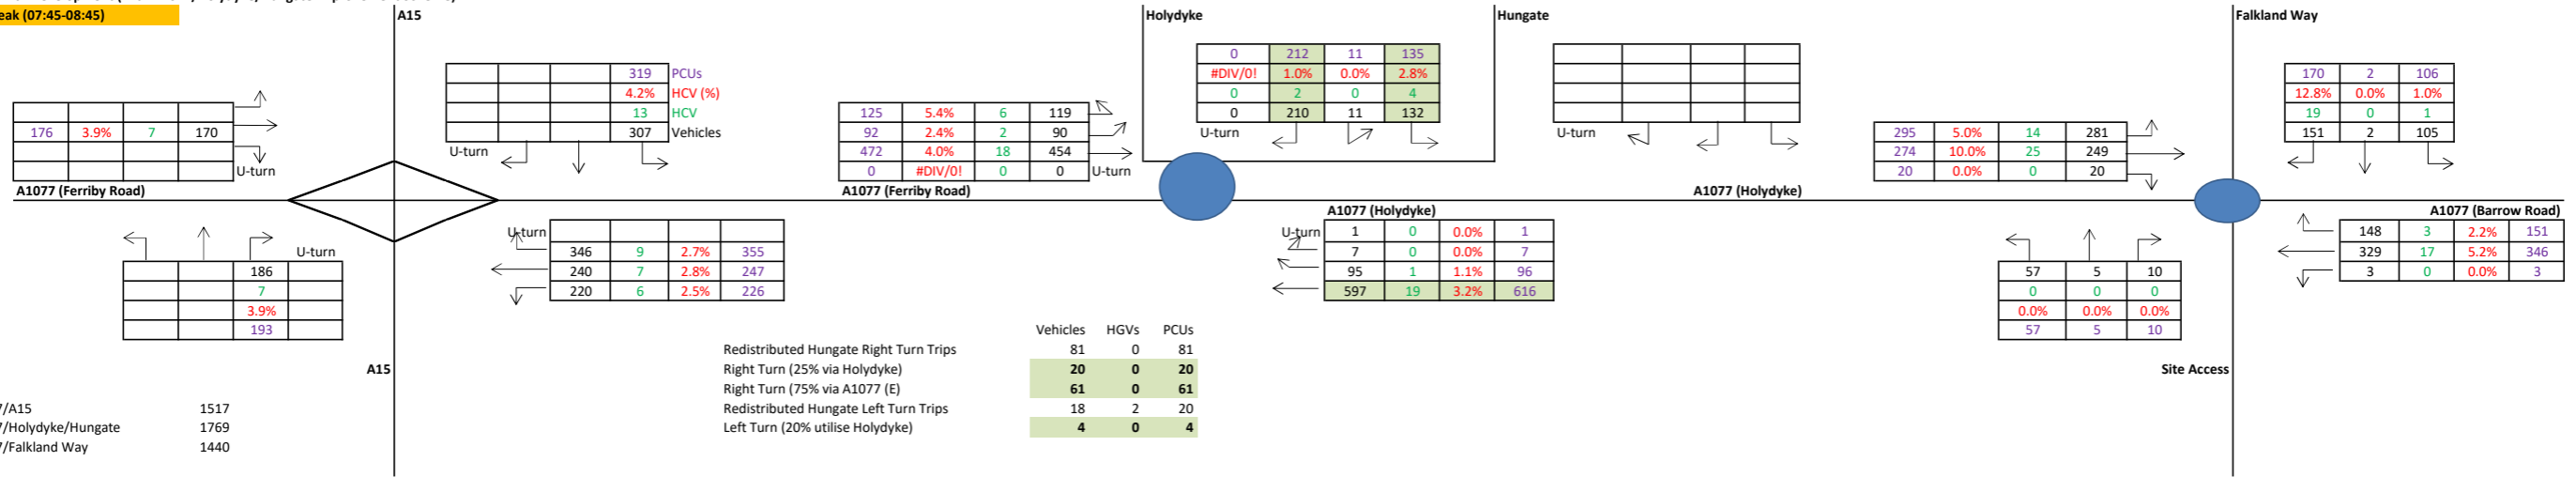 eak (07:45-08:45)
A15
Holydyke
Hungate
Falkland Way
319 PCUs
4.2% HCV (%)
13 HCV
307 Vehicles
U-turn
176 3.9% 7 170
U-turn
A1077 (Ferriby Road)
125 5.4% 6 119
92 2.4% 2 90
472 4.0% 18 454
0 #DIV/0! 0 0 U-turn
A1077 (Ferriby Road)
0 212 11 135
#DIV/0! 1.0% 0.0% 2.8%
0 2 0 4
0 210 11 132
U-turn
U-turn
295 5.0% 14 281
274 10.0% 25 249
20 0.0% 0 20
A1077 (Holydyke)
170 2 106
12.8% 0.0% 1.0%
19 0 1
151 2 105
U-turn
186
7
3.9%
193
A15
U-turn
346 9 2.7% 355
240 7 2.8% 247
220 6 2.5% 226
A1077 (Holydyke)
U-turn 1 0 0.0% 1
7 0 0.0% 7
95 1 1.1% 96
597 19 3.2% 616
57 5 10
0 0 0
0.0% 0.0% 0.0%
57 5 10
Site Access
A1077 (Barrow Road)
148 3 2.2% 151
329 17 5.2% 346
3 0 0.0% 3
Vehicles HGVs PCUs
Redistributed Hungate Right Turn Trips 81 0 81
Right Turn (25% via Holydyke) 20 0 20
Right Turn (75% via A1077 (E) 61 0 61
Redistributed Hungate Left Turn Trips 18 2 20
Left Turn (20% utilise Holydyke) 4 0 4
7/A15 1517
7/Holydyke/Hungate 1769
7/Falkland Way 1440